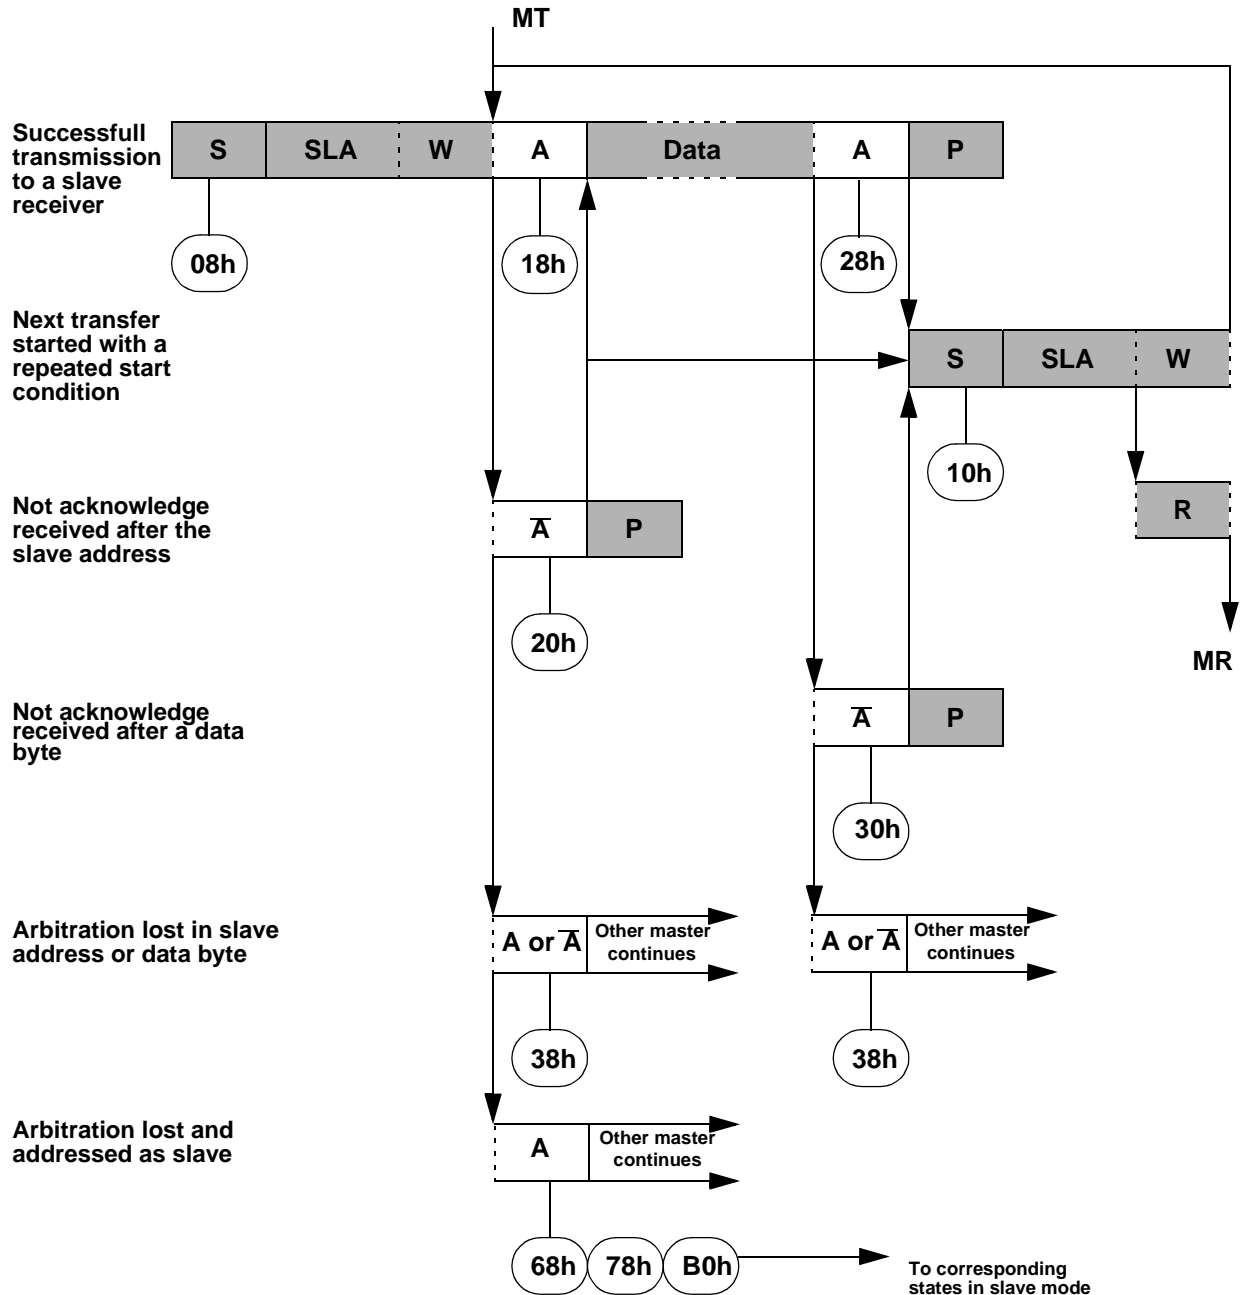 MT
Successfull
transmission
to a slave
receiver
S SLA W A Data A P
08h 18h 28h
Next transfer
started with a
repeated start
condition
S SLA W
10h
Not acknowledge
received after the
slave address
A̅ P
R
20h
MR
Not acknowledge
received after a data
byte
A̅ P
30h
Arbitration lost in slave
address or data byte
A or A̅
Other master
continues
A or A̅
Other master
continues
38h 38h
Arbitration lost and
addressed as slave
A
Other master
continues
68h 78h B0h
To corresponding
states in slave mode